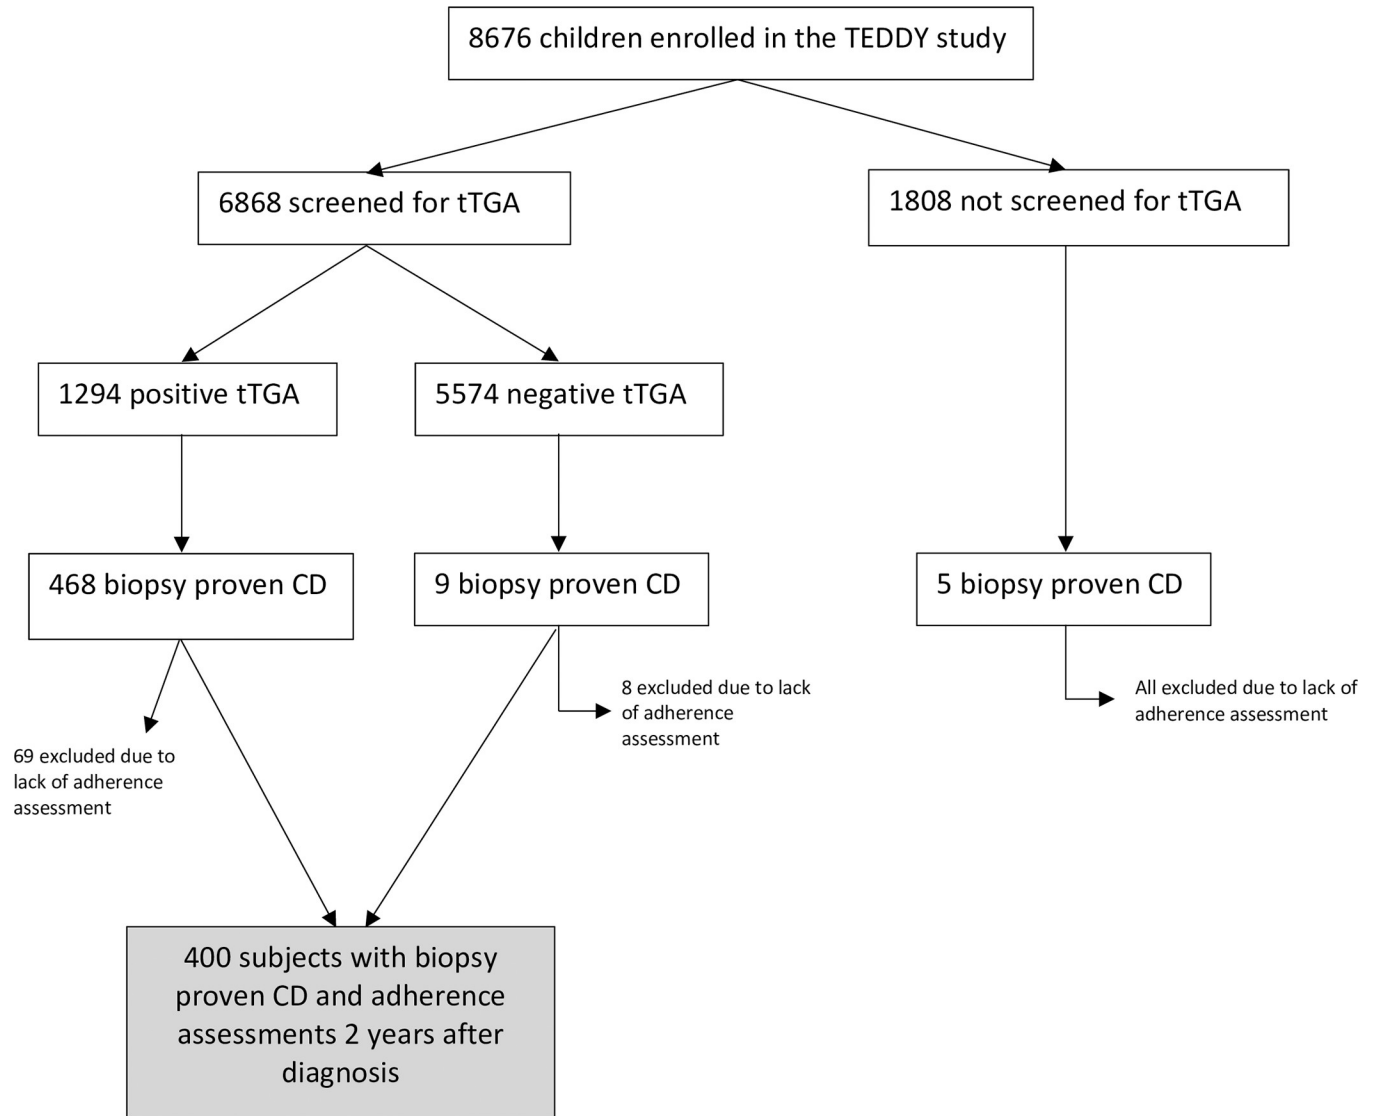 8676 children enrolled in the TEDDY study
6868 screened for tTGA
1808 not screened for tTGA
1294 positive tTGA
5574 negative tTGA
468 biopsy proven CD
9 biopsy proven CD
5 biopsy proven CD
69 excluded due to
lack of adherence
assessment
8 excluded due to lack
of adherence
assessment
All excluded due to lack of
adherence assessment
400 subjects with biopsy
proven CD and adherence
assessments 2 years after
diagnosis